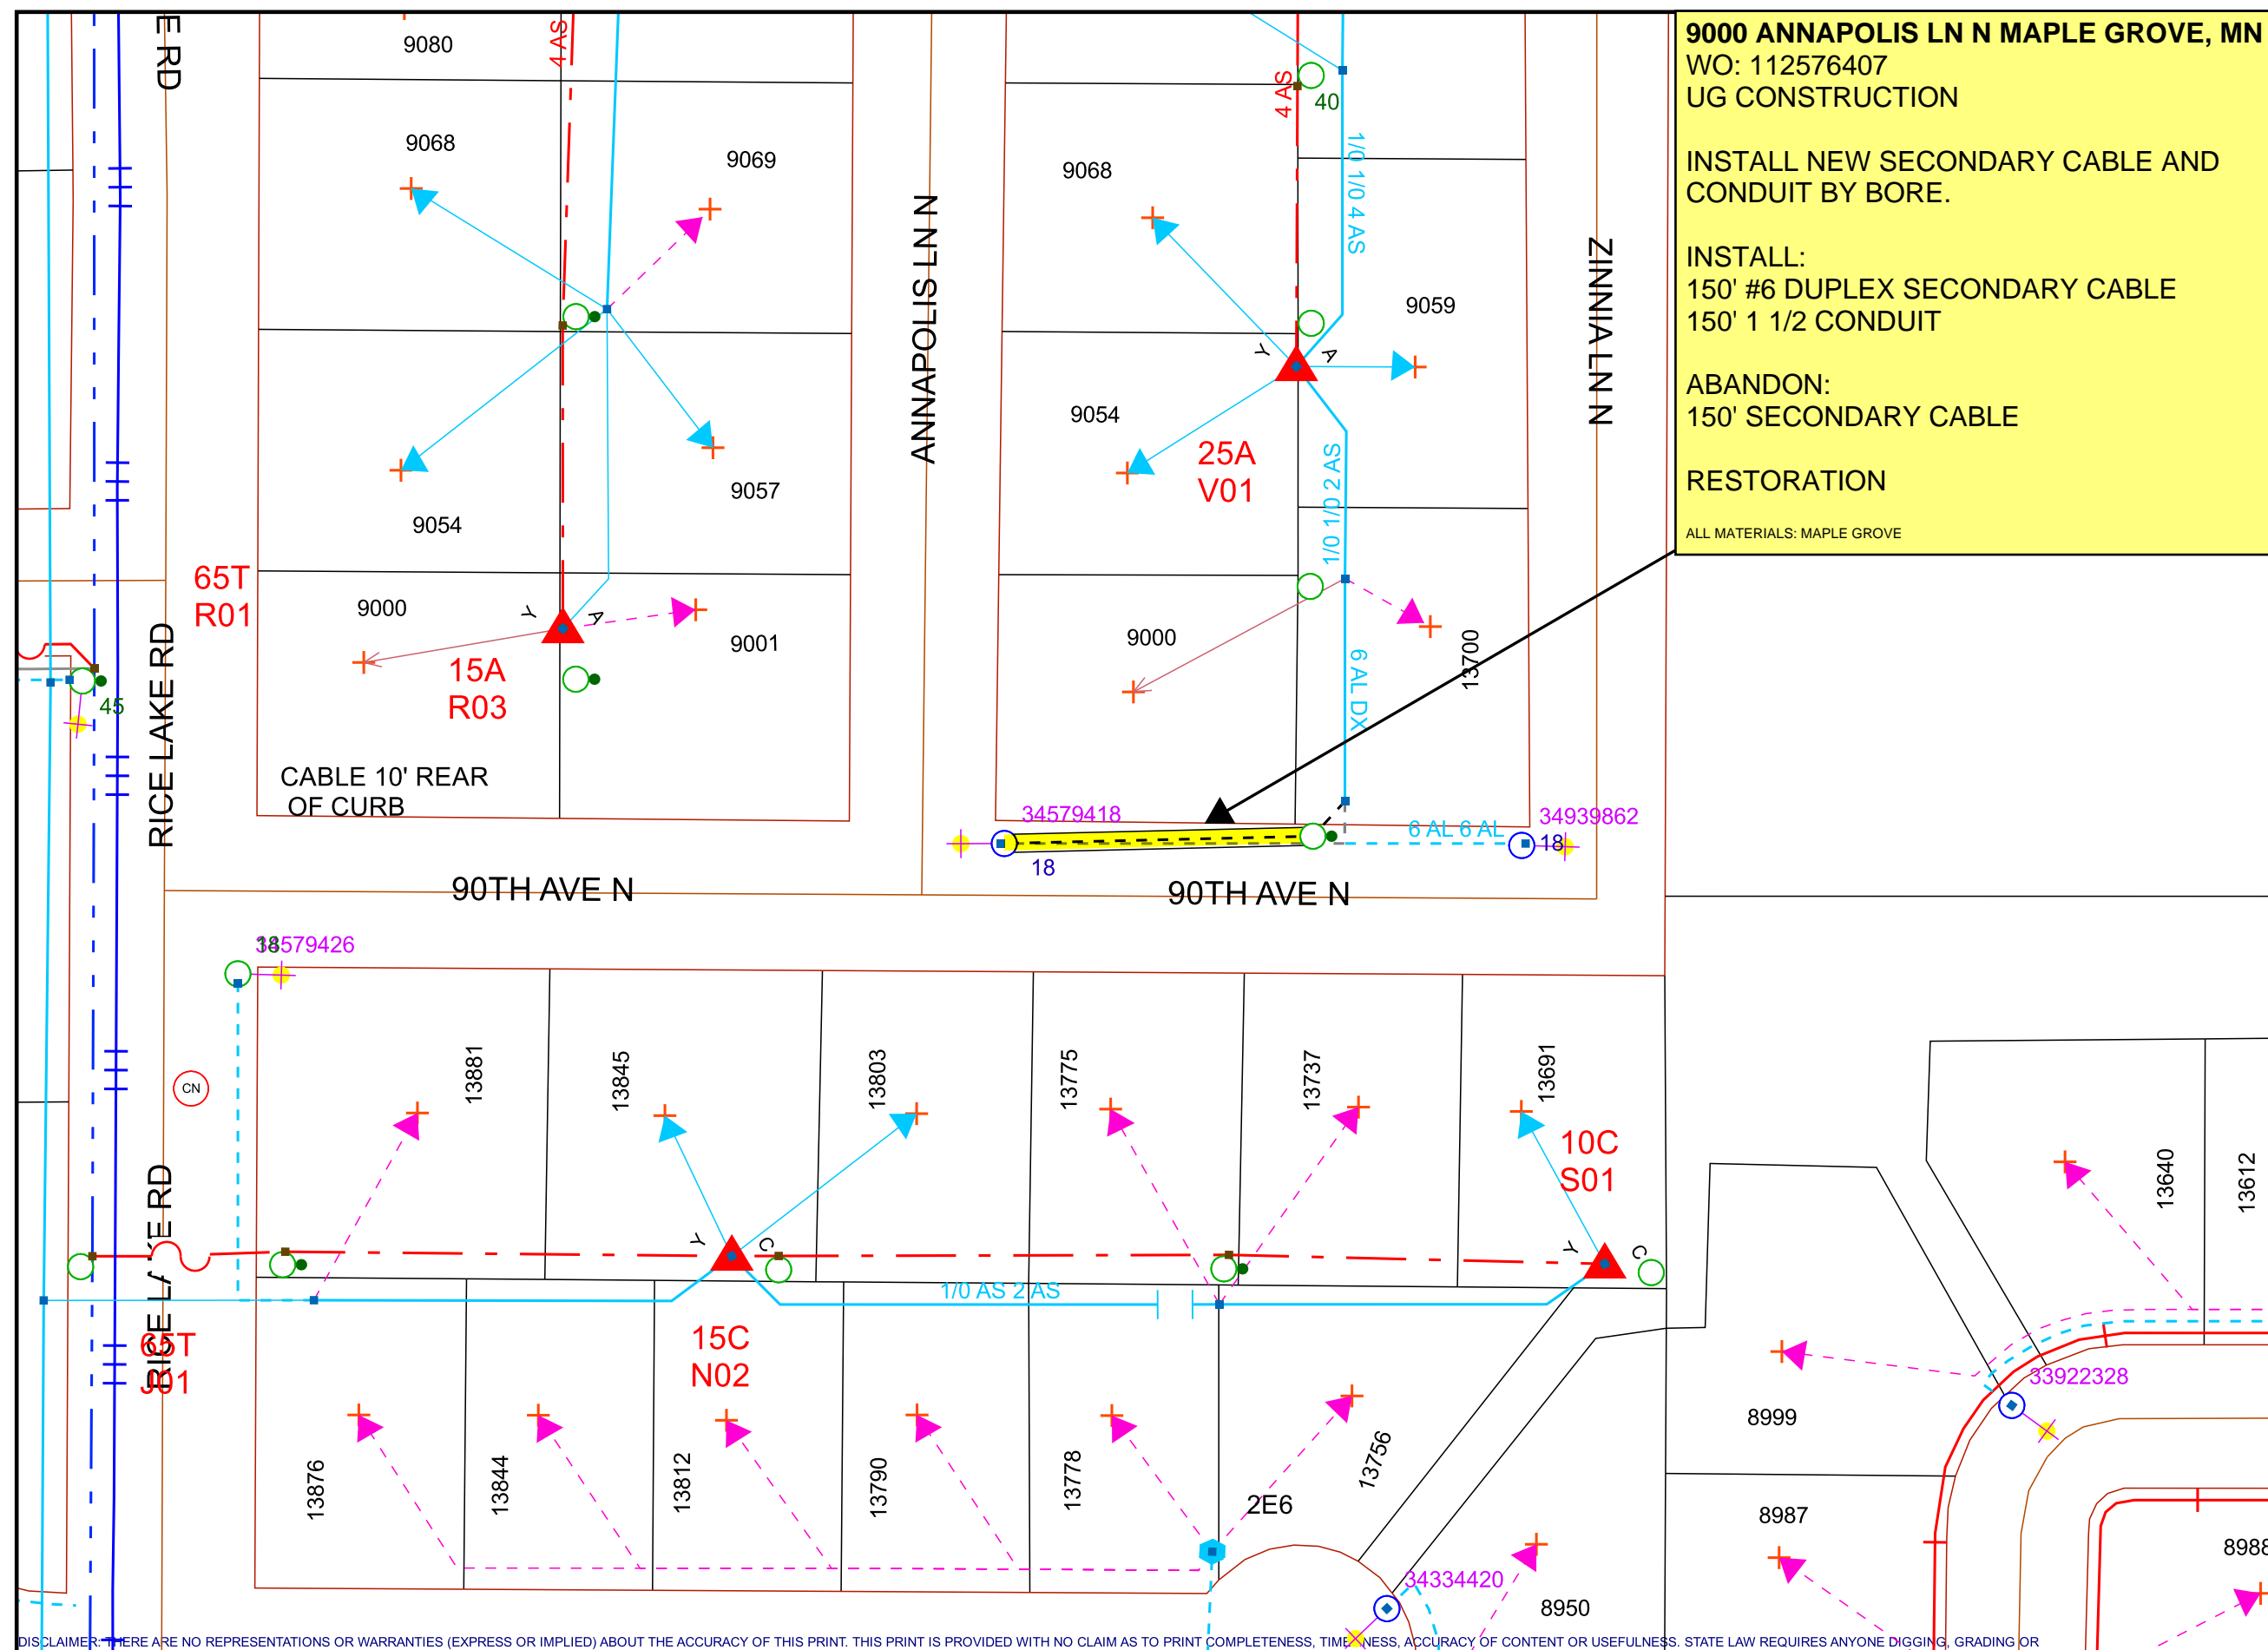 9000 ANNAPOLIS LN N MAPLE GROVE, MN
WO: 112576407
UG CONSTRUCTION
INSTALL NEW SECONDARY CABLE AND
CONDUIT BY BORE.
INSTALL:
150' #6 DUPLEX SECONDARY CABLE
150' 1 1/2 CONDUIT
ABANDON:
150' SECONDARY CABLE
RESTORATION
ALL MATERIALS: MAPLE GROVE
E RD
9080
4 AS
4 AS
40
9068
9069
9068
1/0 1/0 4 AS
ANNAPOLIS LN N
ZINNIA LN N
9059
Y
A
9054
25A
V01
1/0 1/0 2 AS
9057
9054
65T
R01
9000
Y
A
9001
9000
13700
6 AL DX
15A
R03
45
RICE LAKE RD
CABLE 10' REAR
OF CURB
34579418
18
6 AL 6 AL
34939862
18
90TH AVE N
90TH AVE N
18
34579426
CN
13881
13845
13803
13775
13737
13691
10C
S01
Y
C
Y
C
RICE LAKE RD
65T
J01
1/0 AS 2 AS
15C
N02
13640
13612
33922328
8999
13876
13844
13812
13790
13778
13756
2E6
8987
8988
34334420
8950
DISCLAIMER: THERE ARE NO REPRESENTATIONS OR WARRANTIES (EXPRESS OR IMPLIED) ABOUT THE ACCURACY OF THIS PRINT. THIS PRINT IS PROVIDED WITH NO CLAIM AS TO PRINT COMPLETENESS, TIMELINESS, ACCURACY OF CONTENT OR USEFULNESS. STATE LAW REQUIRES ANYONE DIGGING, GRADING OR